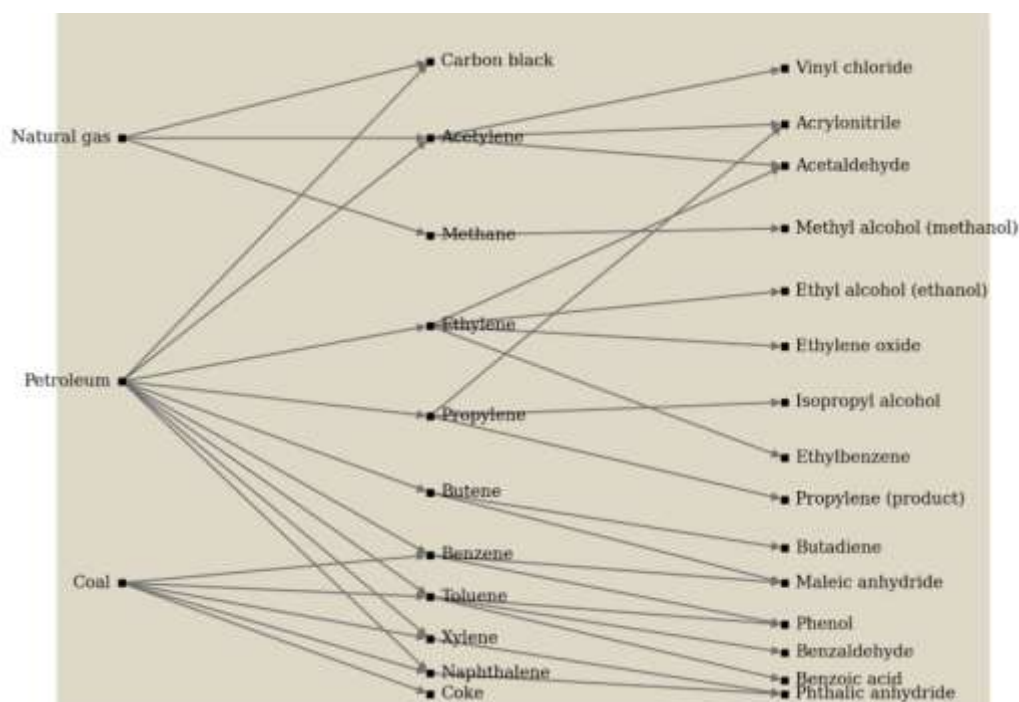 Natural gas
Petroleum
Coal
Carbon black
Acetylene
Methane
Ethylene
Propylene
Butene
Benzene
Toluene
Xylene
Naphthalene
Coke
Vinyl chloride
Acrylonitrile
Acetaldehyde
Methyl alcohol (methanol)
Ethyl alcohol (ethanol)
Ethylene oxide
Isopropyl alcohol
Ethylbenzene
Propylene (product)
Butadiene
Maleic anhydride
Phenol
Benzaldehyde
Benzoic acid
Phthalic anhydride